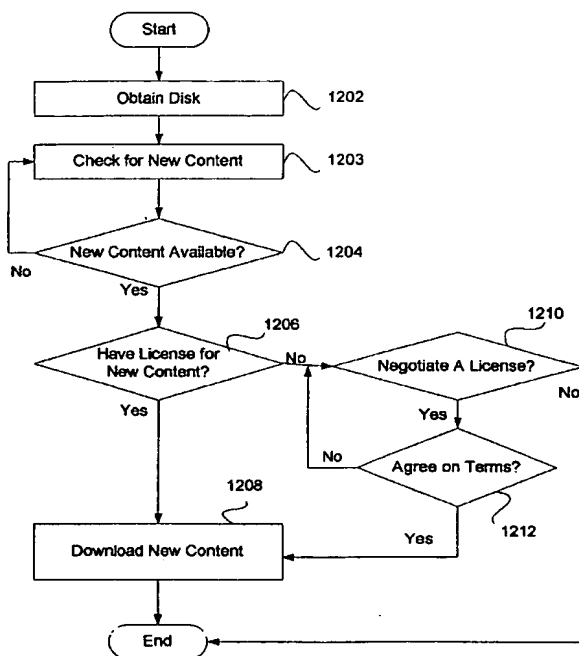 Start
Obtain Disk
1202
Check for New Content
1203
New Content Available?
1204
No
Yes
1206
Have License for
New Content?
No
Yes
1210
Negotiate A License?
No
Yes
No
Agree on Terms?
1212
Yes
1208
Download New Content
End